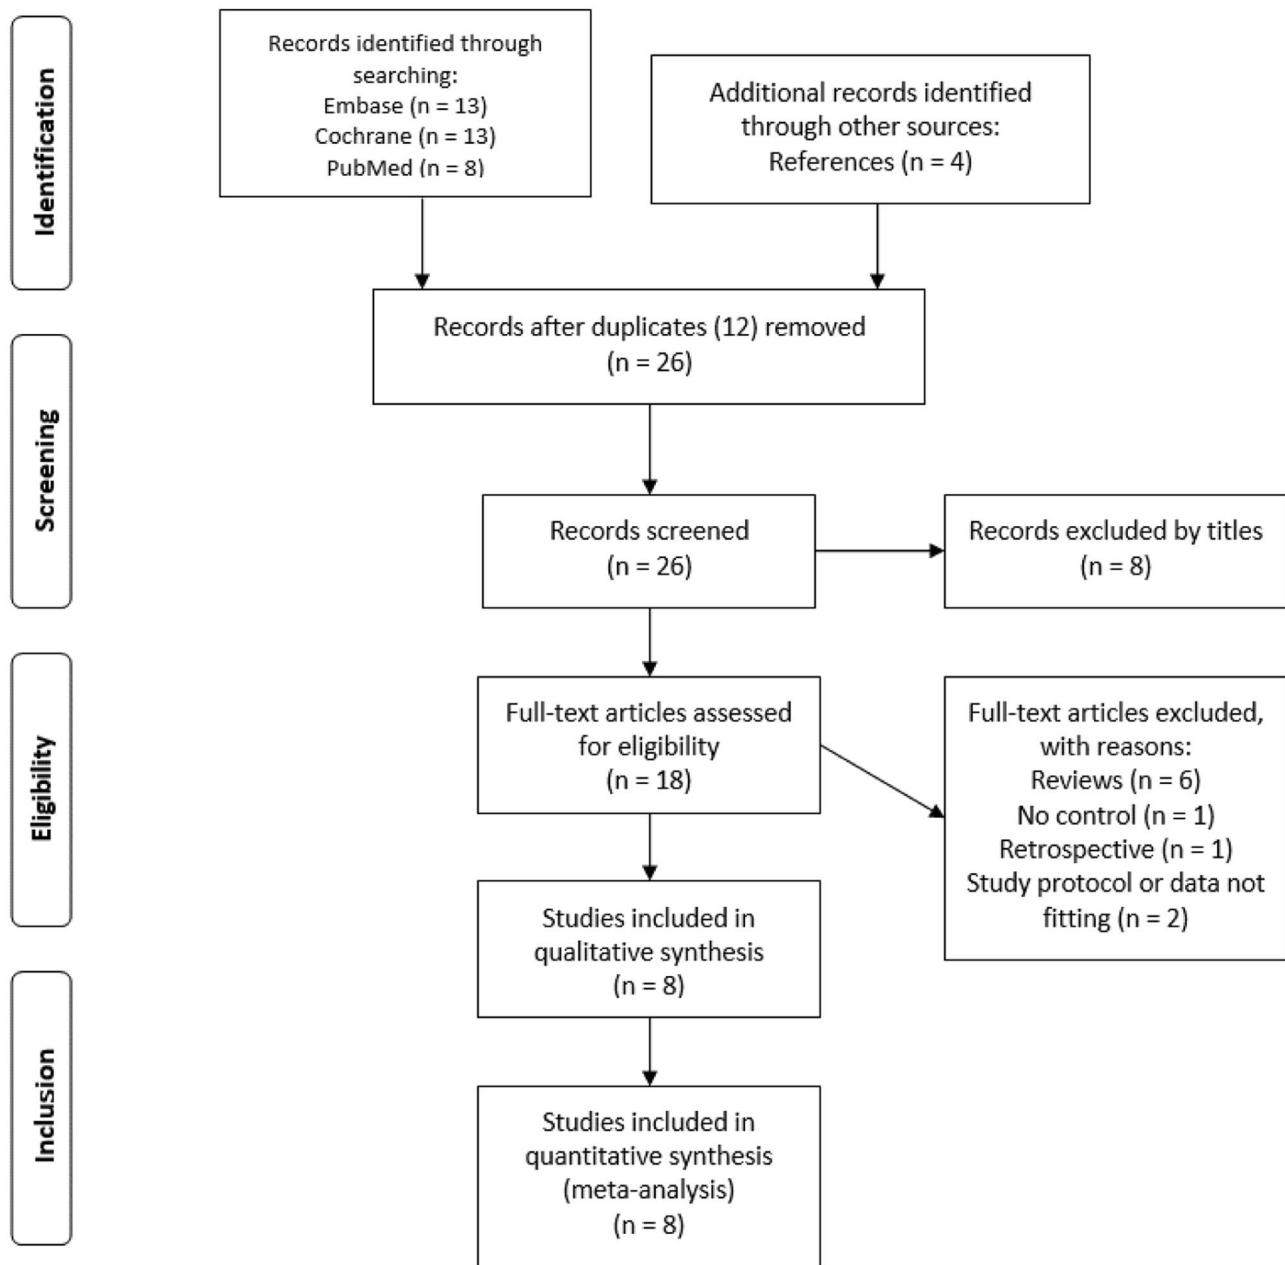 Identification
Records identified through
searching:
Embase (n = 13)
Cochrane (n = 13)
PubMed (n = 8)
Additional records identified
through other sources:
References (n = 4)
Records after duplicates (12) removed
(n = 26)
Screening
Records screened
(n = 26)
Records excluded by titles
(n = 8)
Eligibility
Full-text articles assessed
for eligibility
(n = 18)
Full-text articles excluded,
with reasons:
Reviews (n = 6)
No control (n = 1)
Retrospective (n = 1)
Study protocol or data not
fitting (n = 2)
Studies included in
qualitative synthesis
(n = 8)
Inclusion
Studies included in
quantitative synthesis
(meta-analysis)
(n = 8)